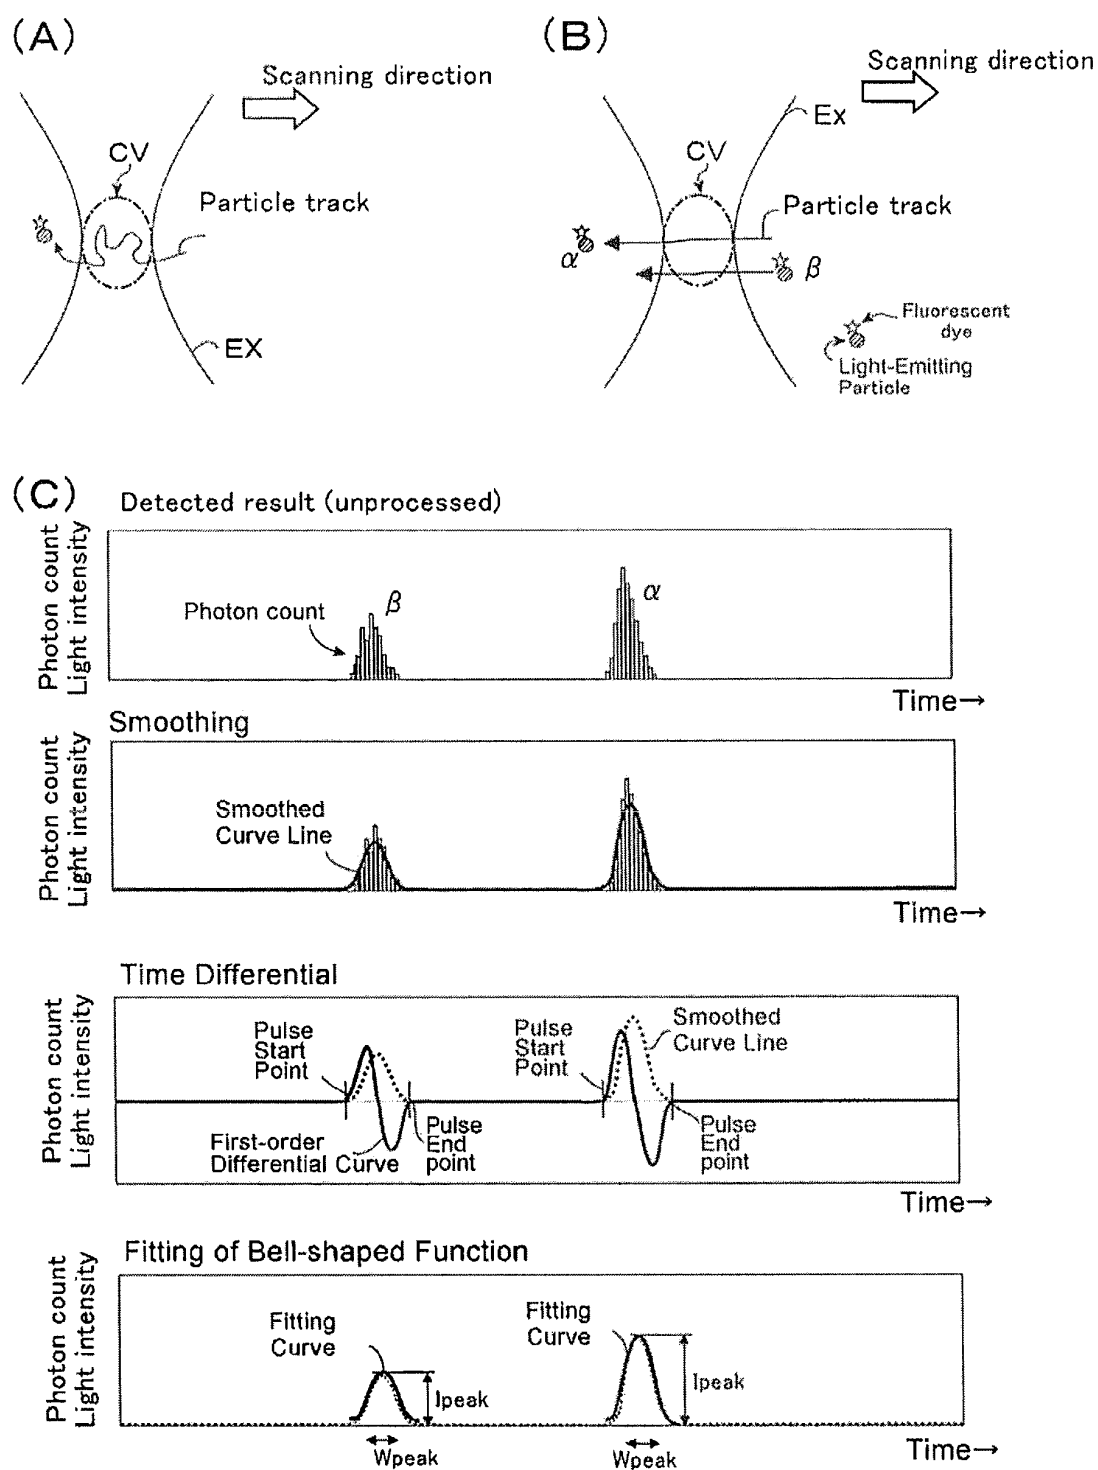 (A)
Scanning direction
CV
Particle track
EX
(B)
Scanning direction
Ex
CV
Particle track
α
β
Fluorescent
dye
Light-Emitting
Particle
(C)
Detected result (unprocessed)
Photon count
Light intensity
Photon count
β
α
Time→
Smoothing
Photon count
Light intensity
Smoothed
Curve Line
Time→
Time Differential
Photon count
Light intensity
Pulse
Start
Point
First-order
Differential Curve
Pulse
End
point
Pulse
Start
Point
Smoothed
Curve Line
Pulse
End
point
Time→
Fitting of Bell-shaped Function
Photon count
Light intensity
Fitting
Curve
Ipeak
Wpeak
Fitting
Curve
Ipeak
Wpeak
Time→